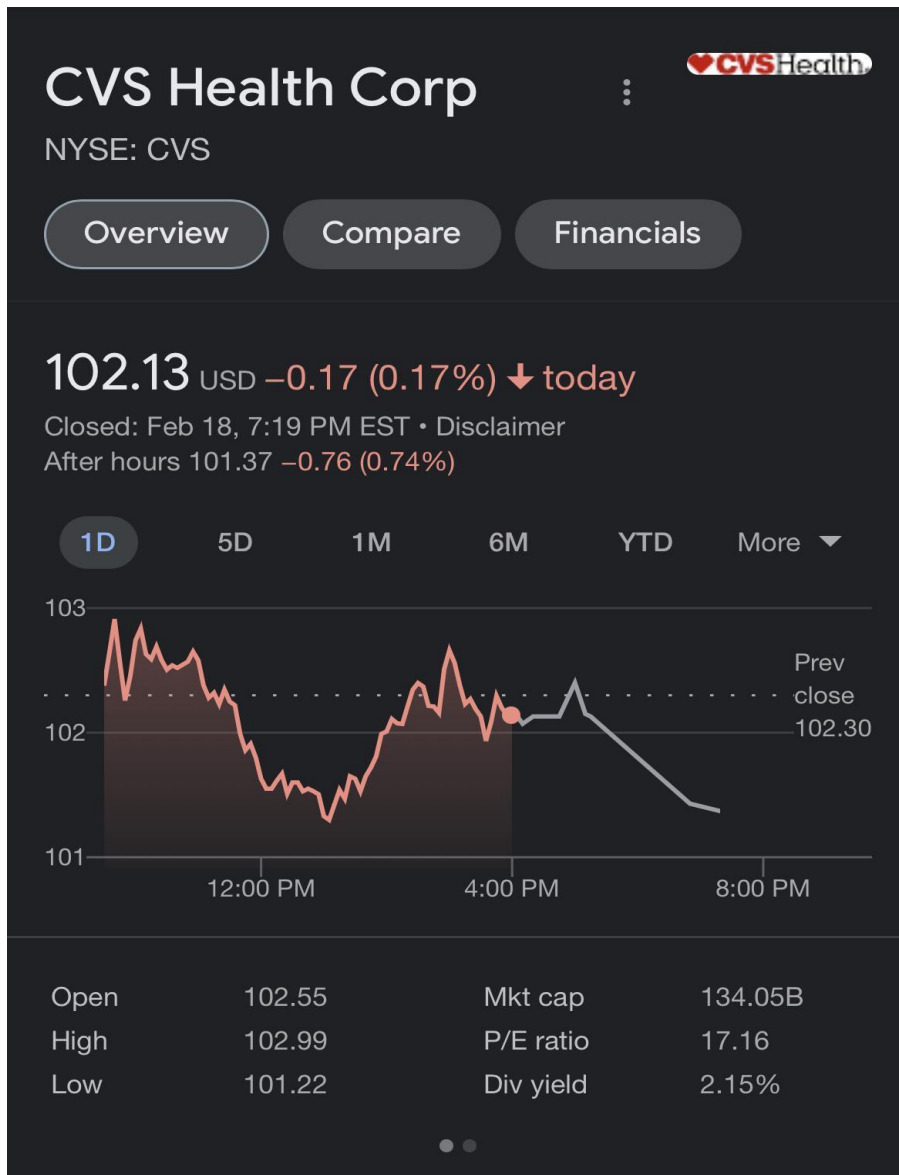 CVS Health Corp
CVSHealth.
NYSE: CVS
Overview Compare Financials
102.13 USD −0.17 (0.17%) today
Closed: Feb 18, 7:19 PM EST • Disclaimer
After hours 101.37 −0.76 (0.74%)
1D 5D 1M 6M YTD More
103
Prev
close
102.30
102
101
12:00 PM 4:00 PM 8:00 PM
Open 102.55 Mkt cap 134.05B
High 102.99 P/E ratio 17.16
Low 101.22 Div yield 2.15%